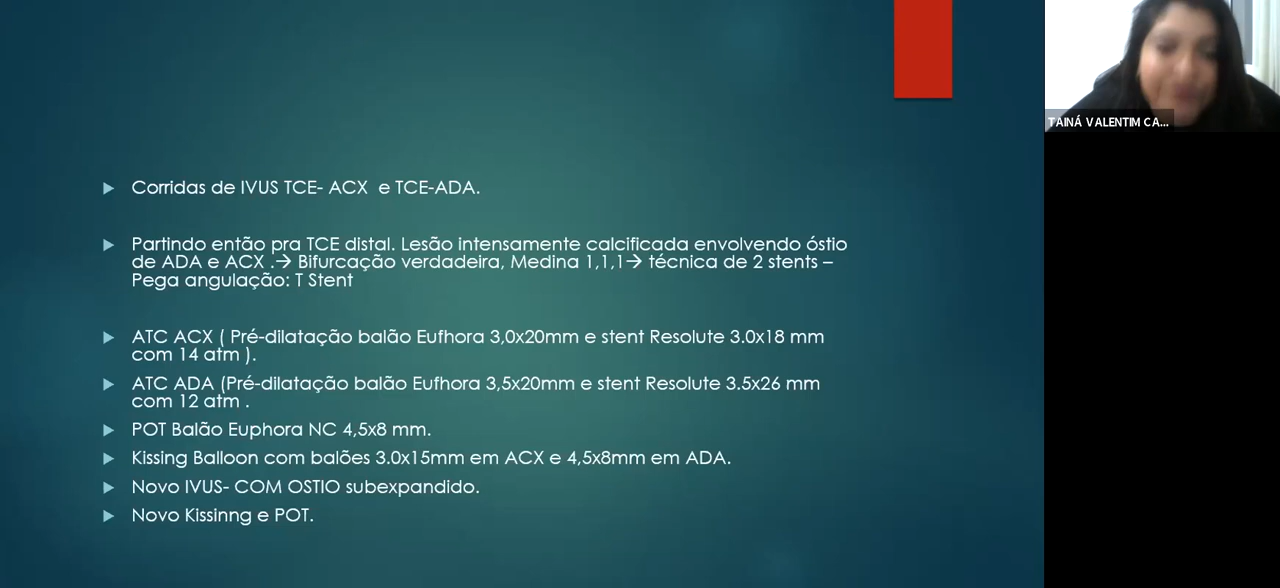 Corridas de IVUS TCE- ACX e TCE-ADA.
Partindo então pra TCE distal. Lesão intensamente calcificada envolvendo óstio
de ADA e ACX .→ Bifurcação verdadeira, Medina 1,1,1→ técnica de 2 stents –
Pega angulação: T Stent
ATC ACX ( Pré-dilatação balão Eufhora 3,0x20mm e stent Resolute 3.0x18 mm
com 14 atm ).
ATC ADA (Pré-dilatação balão Eufhora 3,5x20mm e stent Resolute 3.5x26 mm
com 12 atm .
POT Balão Euphora NC 4,5x8 mm.
Kissing Balloon com balões 3.0x15mm em ACX e 4,5x8mm em ADA.
Novo IVUS- COM OSTIO subexpandido.
Novo Kissinng e POT.
TAINÁ VALENTIM CA...